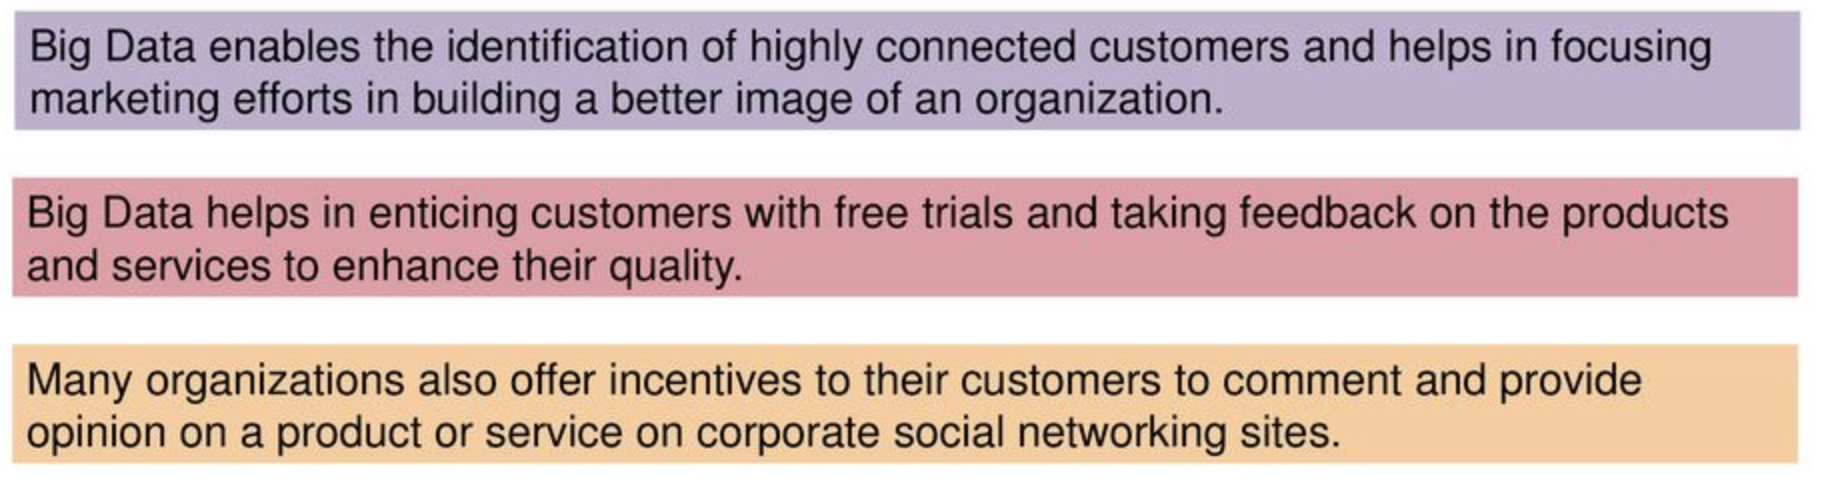 Big Data enables the identification of highly connected customers and helps in focusing
marketing efforts in building a better image of an organization.
Big Data helps in enticing customers with free trials and taking feedback on the products
and services to enhance their quality.
Many organizations also offer incentives to their customers to comment and provide
opinion on a product or service on corporate social networking sites.